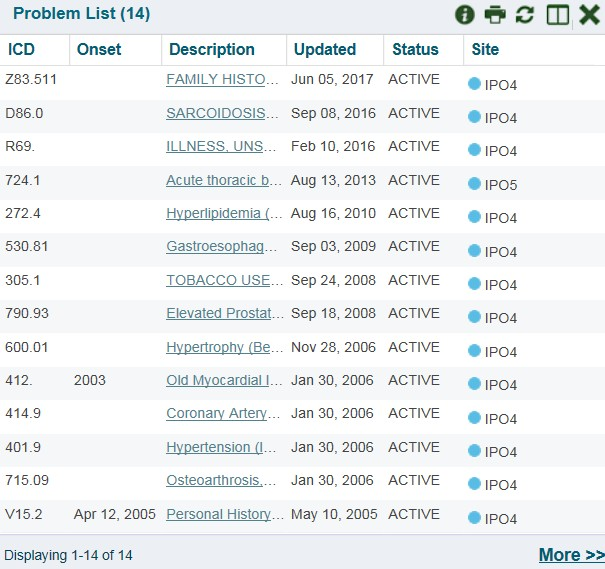 Problem List (14)
ICD Onset Description Updated Status Site
Z83.511 FAMILY HISTO... Jun 05, 2017 ACTIVE IPO4
D86.0 SARCOIDOSIS... Sep 08, 2016 ACTIVE IPO4
R69. ILLNESS, UNS... Feb 10, 2016 ACTIVE IPO4
724.1 Acute thoracic b... Aug 13, 2013 ACTIVE IPO5
272.4 Hyperlipidemia (... Aug 16, 2010 ACTIVE IPO4
530.81 Gastroesophag... Sep 03, 2009 ACTIVE IPO4
305.1 TOBACCO USE... Sep 24, 2008 ACTIVE IPO4
790.93 Elevated Prostat... Sep 18, 2008 ACTIVE IPO4
600.01 Hypertrophy (Be... Nov 28, 2006 ACTIVE IPO4
412. 2003 Old Myocardial I... Jan 30, 2006 ACTIVE IPO4
414.9 Coronary Artery... Jan 30, 2006 ACTIVE IPO4
401.9 Hypertension (I... Jan 30, 2006 ACTIVE IPO4
715.09 Osteoarthrosis,... Jan 30, 2006 ACTIVE IPO4
V15.2 Apr 12, 2005 Personal History... May 10, 2005 ACTIVE IPO4
Displaying 1-14 of 14 More >>